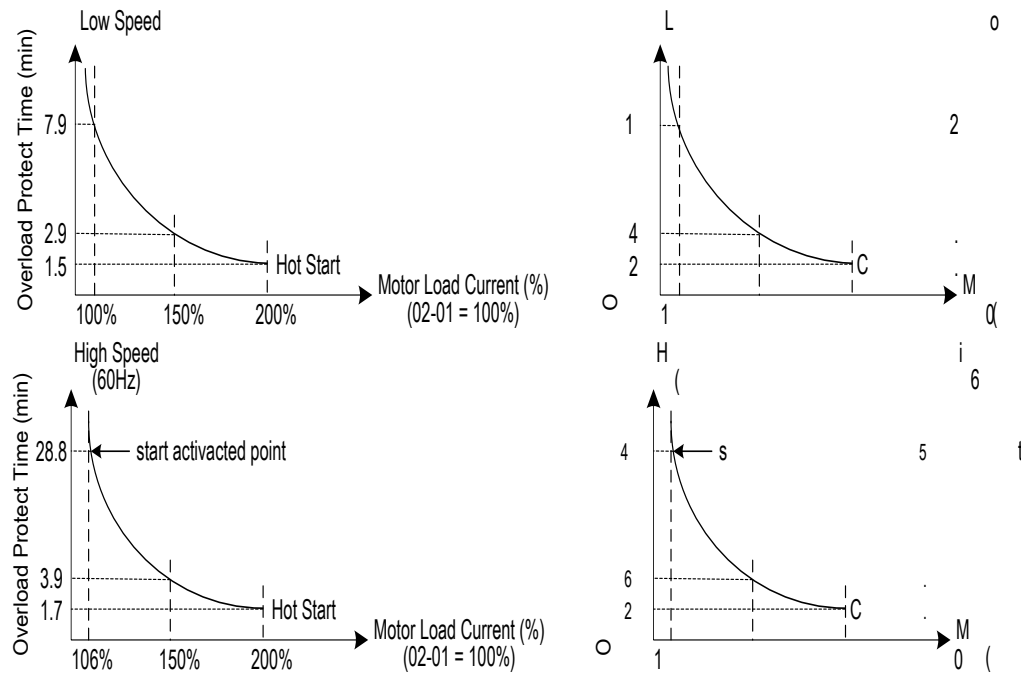 Low Speed
Overload Protect Time (min)
7.9
2.9
1.5
Hot Start
Motor Load Current (%)
(02-01 = 100%)
100% 150% 200%
L o
1 2
4 .
2 .
C
O
M
0(
1
High Speed
(60Hz)
Overload Protect Time (min)
28.8
start activacted point
3.9
1.7
Hot Start
Motor Load Current (%)
(02-01 = 100%)
106% 150% 200%
H i
( 6
4 s 5 t
6 .
2 .
C
O
M
0 (
1